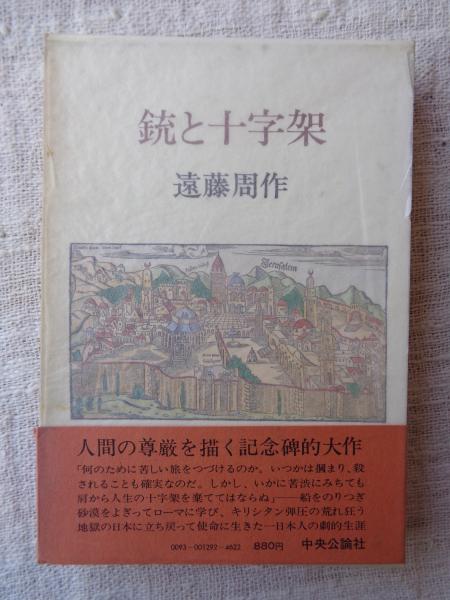 銃と十字架
遠藤周作
Jerusalem
人間の尊厳を描く記念碑的大作
「何のために苦しい旅をつづけるのか。いつかは摑まり、殺
されることも確実なのだ。しかし、いかに苦渋にみちても
肩から人生の十字架を棄ててはならぬ」――船をのりつぎ
砂漠をよぎってローマに学び、キリシタン弾圧の荒れ狂う
地獄の日本に立ち戻って使命に生きた一日本人の劇的生涯
0093-001292-4622 880円 中央公論社